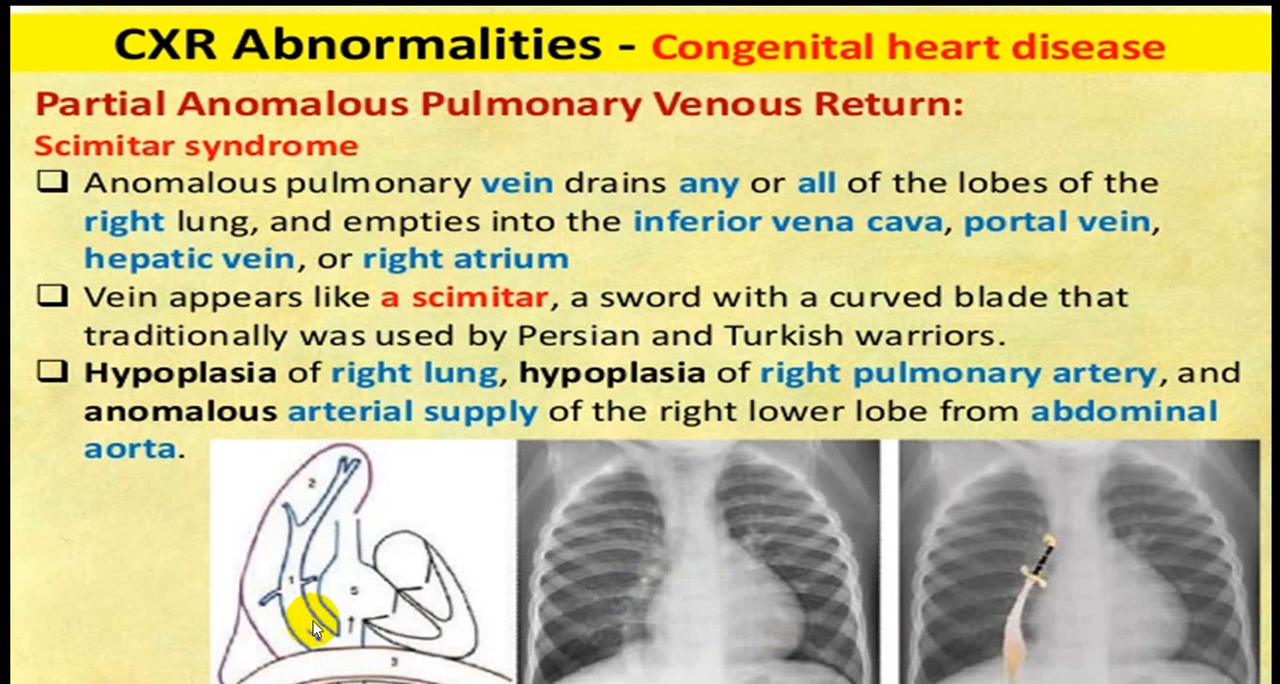 CXR Abnormalities - Congenital heart disease
Partial Anomalous Pulmonary Venous Return:
Scimitar syndrome
❑ Anomalous pulmonary vein drains any or all of the lobes of the
right lung, and empties into the inferior vena cava, portal vein,
hepatic vein, or right atrium
❑ Vein appears like a scimitar, a sword with a curved blade that
traditionally was used by Persian and Turkish warriors.
❑ Hypoplasia of right lung, hypoplasia of right pulmonary artery, and
anomalous arterial supply of the right lower lobe from abdominal
aorta.
2
1
5
3